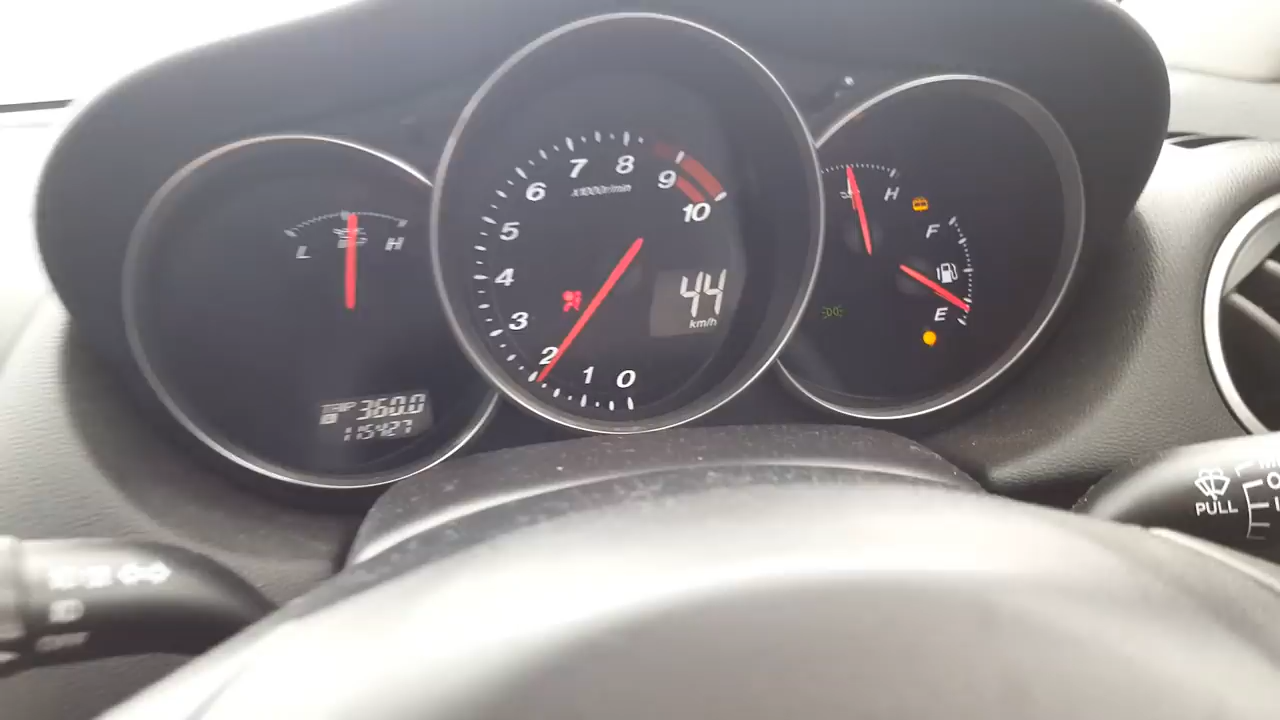 L H
TRIP 360.0
115427
0 1 2 3 4 5 6 7 8 9 10
x1000r/min
44
km/h
H
F
E
PULL
OFF